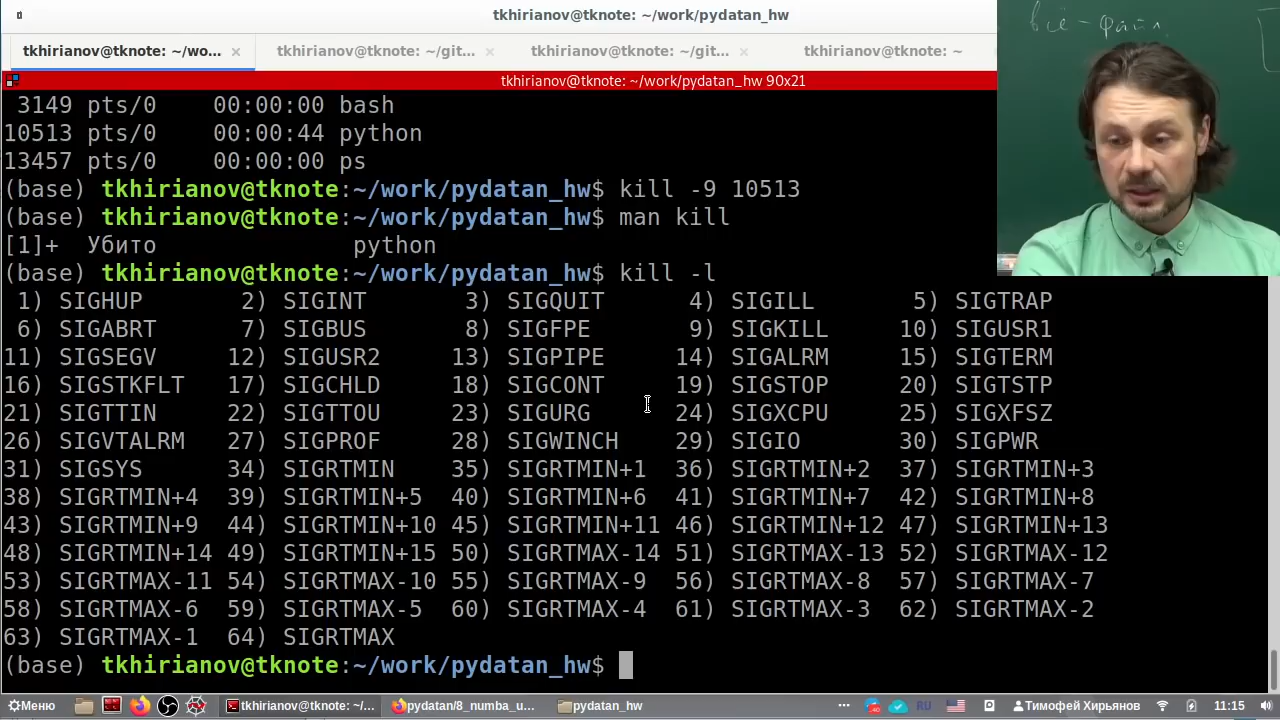 tkhirianov@tknote: ~/work/pydatan_hw
tkhirianov@tknote: ~/wo... × tkhirianov@tknote: ~/git... × tkhirianov@tknote: ~/git... × tkhirianov@tknote: ~
tkhirianov@tknote: ~/work/pydatan_hw 90x21
всё-файл
3149 pts/0 00:00:00 bash
10513 pts/0 00:00:44 python
13457 pts/0 00:00:00 ps
(base) tkhirianov@tknote:~/work/pydatan_hw$ kill -9 10513
(base) tkhirianov@tknote:~/work/pydatan_hw$ man kill
[1]+ Убито python
(base) tkhirianov@tknote:~/work/pydatan_hw$ kill -l
1) SIGHUP 2) SIGINT 3) SIGQUIT 4) SIGILL 5) SIGTRAP
6) SIGABRT 7) SIGBUS 8) SIGFPE 9) SIGKILL 10) SIGUSR1
11) SIGSEGV 12) SIGUSR2 13) SIGPIPE 14) SIGALRM 15) SIGTERM
16) SIGSTKFLT 17) SIGCHLD 18) SIGCONT 19) SIGSTOP 20) SIGTSTP
21) SIGTTIN 22) SIGTTOU 23) SIGURG 24) SIGXCPU 25) SIGXFSZ
26) SIGVTALRM 27) SIGPROF 28) SIGWINCH 29) SIGIO 30) SIGPWR
31) SIGSYS 34) SIGRTMIN 35) SIGRTMIN+1 36) SIGRTMIN+2 37) SIGRTMIN+3
38) SIGRTMIN+4 39) SIGRTMIN+5 40) SIGRTMIN+6 41) SIGRTMIN+7 42) SIGRTMIN+8
43) SIGRTMIN+9 44) SIGRTMIN+10 45) SIGRTMIN+11 46) SIGRTMIN+12 47) SIGRTMIN+13
48) SIGRTMIN+14 49) SIGRTMIN+15 50) SIGRTMAX-14 51) SIGRTMAX-13 52) SIGRTMAX-12
53) SIGRTMAX-11 54) SIGRTMAX-10 55) SIGRTMAX-9 56) SIGRTMAX-8 57) SIGRTMAX-7
58) SIGRTMAX-6 59) SIGRTMAX-5 60) SIGRTMAX-4 61) SIGRTMAX-3 62) SIGRTMAX-2
63) SIGRTMAX-1 64) SIGRTMAX
(base) tkhirianov@tknote:~/work/pydatan_hw$
Меню tkhirianov@tknote: ~/... pydatan/8_numba_u... pydatan_hw ... RU Тимофей Хирьянов 11:15